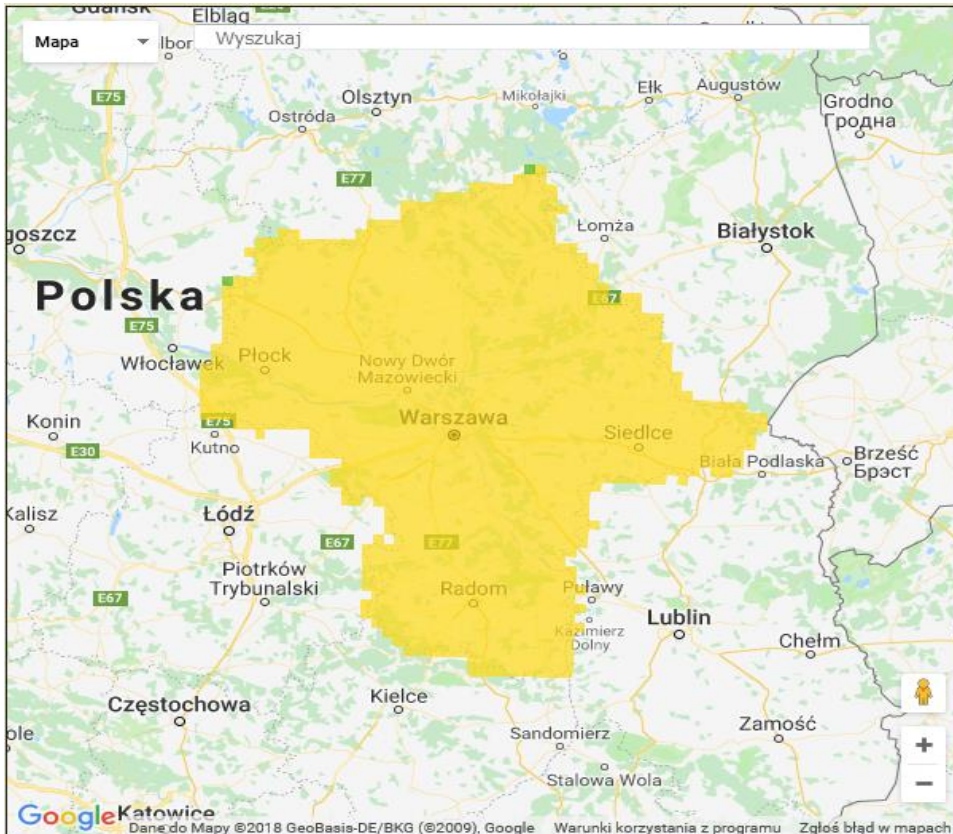 Gdańsk
Elbląg
Mapa
Wyszukaj
E75
Olsztyn
Ostróda
Mikołajki
Ełk
Augustów
Grodno
Гродна
E77
Łomża
Białystok
goszcz
Polska
E67
E75
Włocławek
Płock
Nowy Dwór
Mazowiecki
Konin
E75
Warszawa
Kutno
E30
Siedlce
Biała Podlaska
Brześć
Брэст
Kalisz
Łódź
E67
E77
Piotrków
Trybunalski
E67
Radom
Puławy
Kazimierz
Dolny
Lublin
Chełm
Kielce
Częstochowa
Zamość
ole
Sandomierz
Stalowa Wola
+
−
Google
Katowice
Dane do Mapy ©2018 GeoBasis-DE/BKG (©2009), Google
Warunki korzystania z programu
Zgłoś błąd w mapach